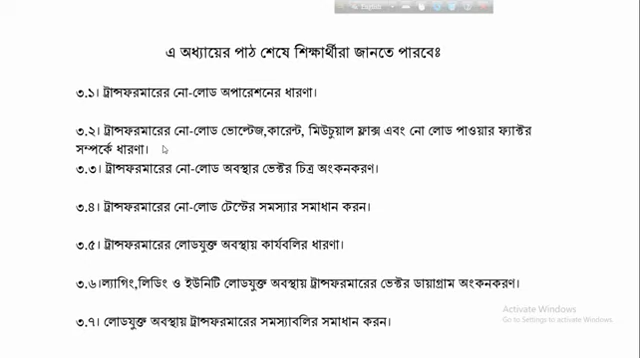 English
এ অধ্যায়ের পাঠ শেষে শিক্ষার্থীরা জানতে পারবেঃ
৩.১। ট্রান্সফরমারের নো-লোড অপারেশনের ধারণা।
৩.২। ট্রান্সফরমারের নো-লোড ভোল্টেজ,কারেন্ট, মিউচুয়াল ফ্লাক্স এবং নো লোড পাওয়ার ফ্যাক্টর
সম্পর্কে ধারণা।
৩.৩। ট্রান্সফরমারের নো-লোড অবস্থার ভেক্টর চিত্র অংকনকরণ।
৩.৪। ট্রান্সফরমারের নো-লোড টেস্টের সমস্যার সমাধান করন।
৩.৫। ট্রান্সফরমারের লোডযুক্ত অবস্থায় কার্যবলির ধারণা।
৩.৬।ল্যাগিং,লিডিং ও ইউনিটি লোডযুক্ত অবস্থায় ট্রান্সফরমারের ভেক্টর ডায়াগ্রাম অংকনকরণ।
৩.৭। লোডযুক্ত অবস্থায় ট্রান্সফরমারের সমস্যাবলির সমাধান করন।
Activate Windows
Go to Settings to activate Windows.